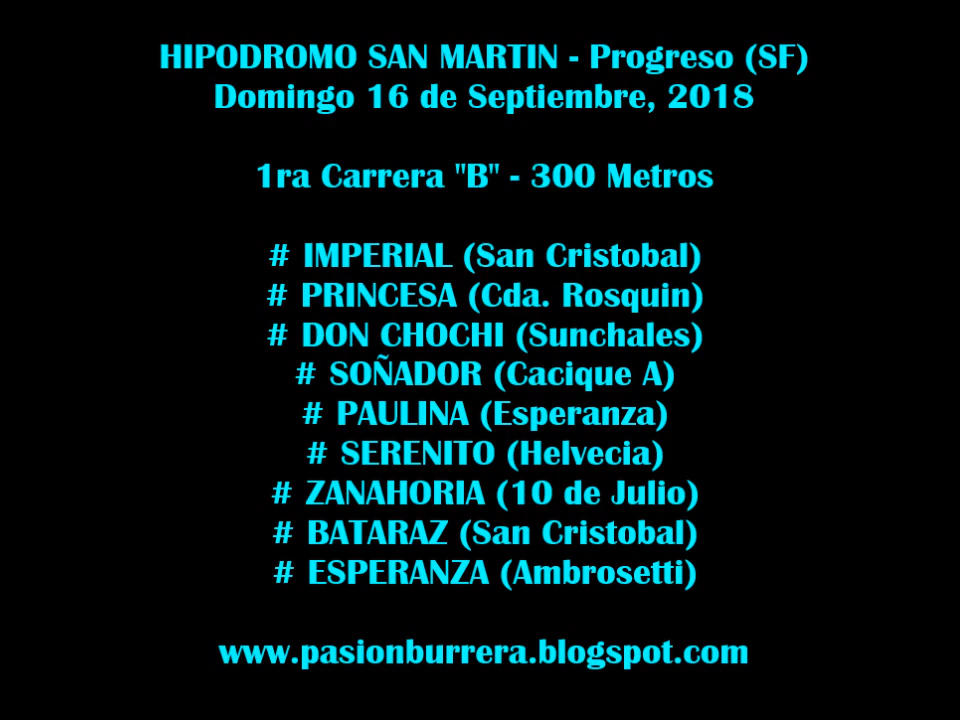 HIPODROMO SAN MARTIN - Progreso (SF)
Domingo 16 de Septiembre, 2018
1ra Carrera "B" - 300 Metros
# IMPERIAL (San Cristobal)
# PRINCESA (Cda. Rosquin)
# DON CHOCHI (Sunchales)
# SOÑADOR (Cacique A)
# PAULINA (Esperanza)
# SERENITO (Helvecia)
# ZANAHORIA (10 de Julio)
# BATARAZ (San Cristobal)
# ESPERANZA (Ambrosetti)
www.pasionburrera.blogspot.com